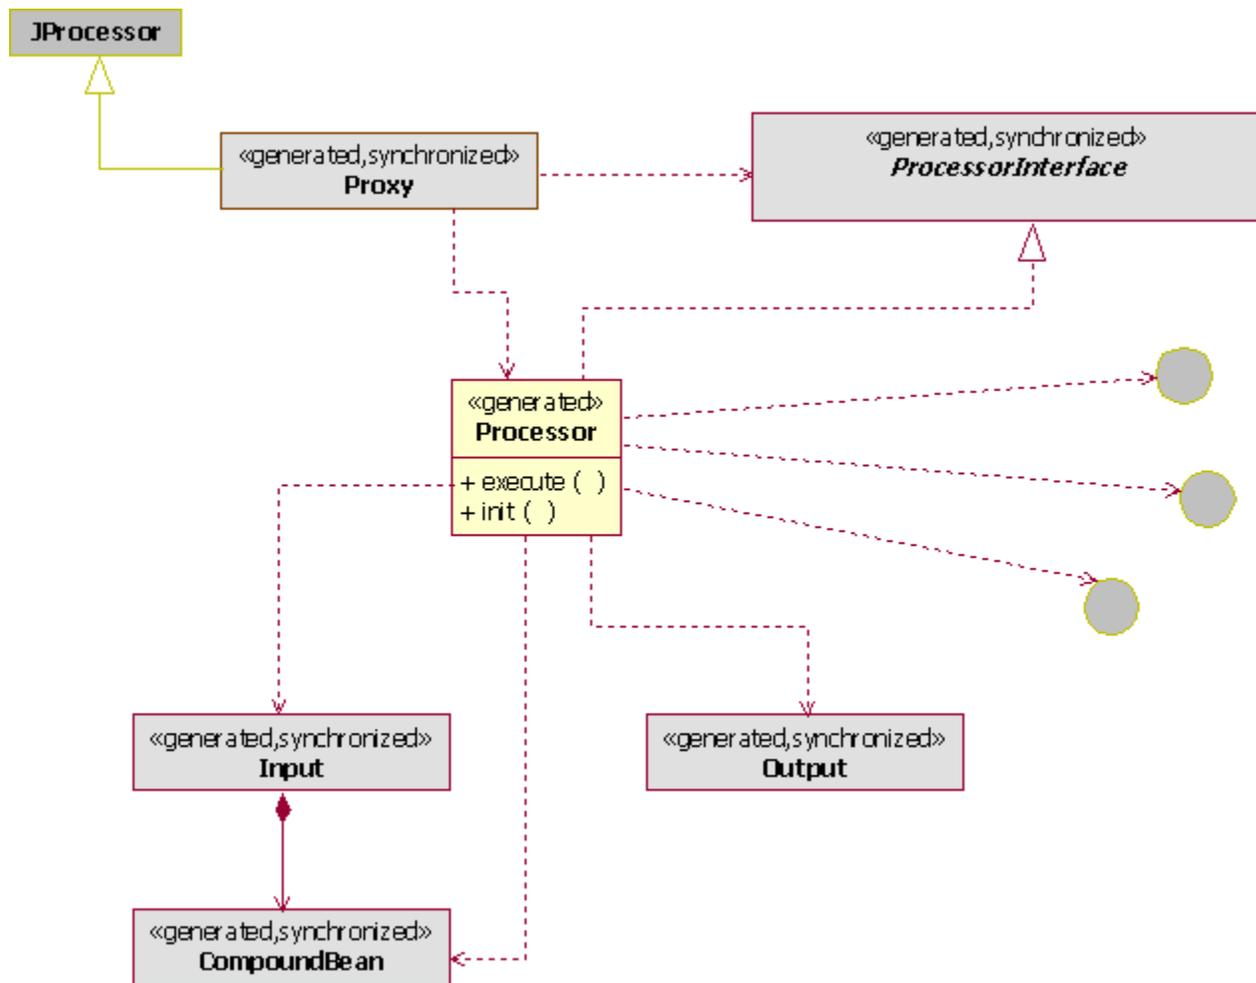 JProcessor
«generated,synchronized»
Proxy
«generated,synchronized»
ProcessorInterface
«generated»
Processor
+ execute ( )
+ init ( )
«generated,synchronized»
Input
«generated,synchronized»
Output
«generated,synchronized»
CompoundBean